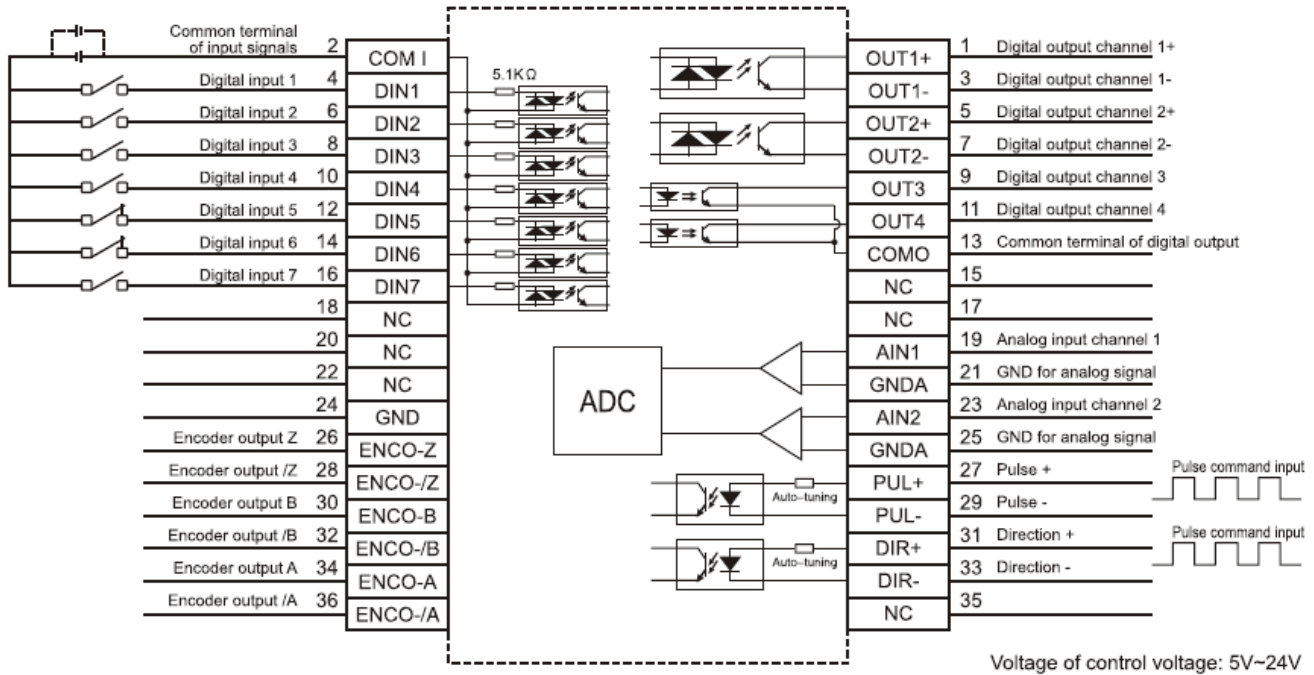 Common terminal
of input signals
2
COM I
Digital input 1
4
DIN1
Digital input 2
6
DIN2
Digital input 3
8
DIN3
Digital input 4
10
DIN4
Digital input 5
12
DIN5
Digital input 6
14
DIN6
Digital input 7
16
DIN7
18
NC
20
NC
22
NC
24
GND
Encoder output Z
26
ENCO-Z
Encoder output /Z
28
ENCO-/Z
Encoder output B
30
ENCO-B
Encoder output /B
32
ENCO-/B
Encoder output A
34
ENCO-A
Encoder output /A
36
ENCO-/A
5.1KΩ
ADC
Auto-tuning
Auto-tuning
OUT1+
1
Digital output channel 1+
OUT1-
3
Digital output channel 1-
OUT2+
5
Digital output channel 2+
OUT2-
7
Digital output channel 2-
OUT3
9
Digital output channel 3
OUT4
11
Digital output channel 4
COMO
13
Common terminal of digital output
NC
15
NC
17
AIN1
19
Analog input channel 1
GNDA
21
GND for analog signal
AIN2
23
Analog input channel 2
GNDA
25
GND for analog signal
PUL+
27
Pulse +
Pulse command input
PUL-
29
Pulse -
DIR+
31
Direction +
Pulse command input
DIR-
33
Direction -
NC
35
Voltage of control voltage: 5V~24V